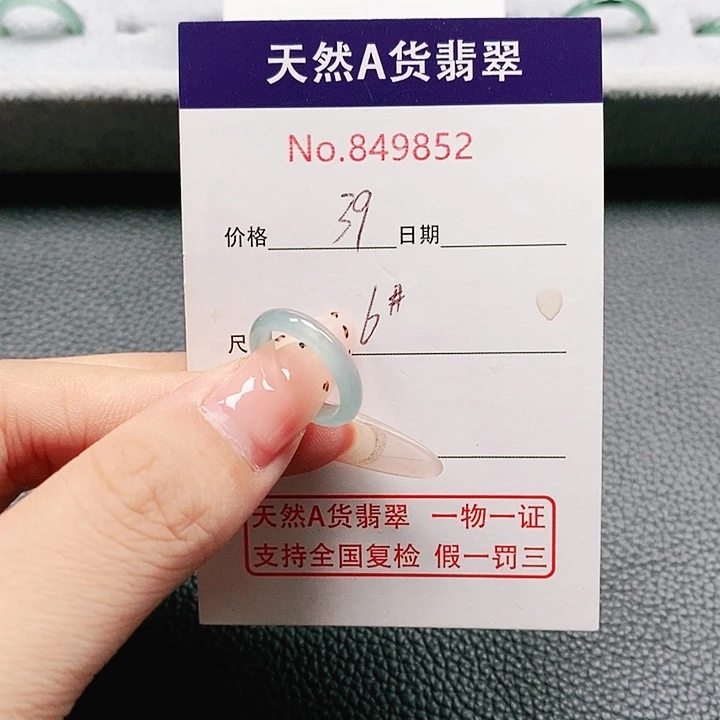 天然A货翡翠
No.849852
价格 39 日期
尺 6#
天然A货翡翠 一物一证
支持全国复检 假一罚三